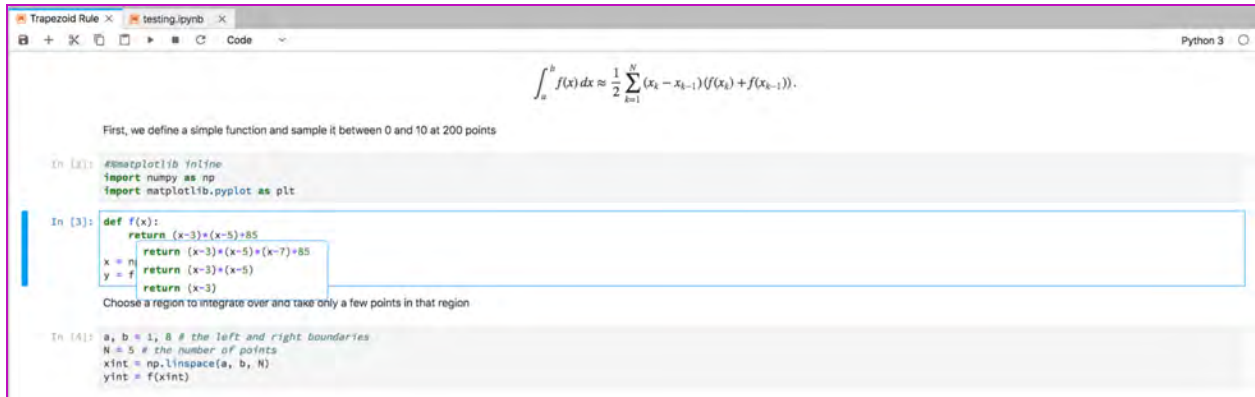 Trapezoid Rule × testing.ipynb ×
Code Python 3
∫_a^b f(x) dx ≈ 1/2 ∑_{k=1}^N (x_k − x_{k−1})(f(x_k) + f(x_{k−1})).
First, we define a simple function and sample it between 0 and 10 at 200 points
In [2]: #%matplotlib inline
import numpy as np
import matplotlib.pyplot as plt
In [3]: def f(x):
return (x-3)*(x-5)+85
return (x-3)*(x-5)*(x-7)+85
x = n
return (x-3)*(x-5)
y = f
return (x-3)
Choose a region to integrate over and take only a few points in that region
In [4]: a, b = 1, 8 # the left and right boundaries
N = 5 # the number of points
xint = np.linspace(a, b, N)
yint = f(xint)